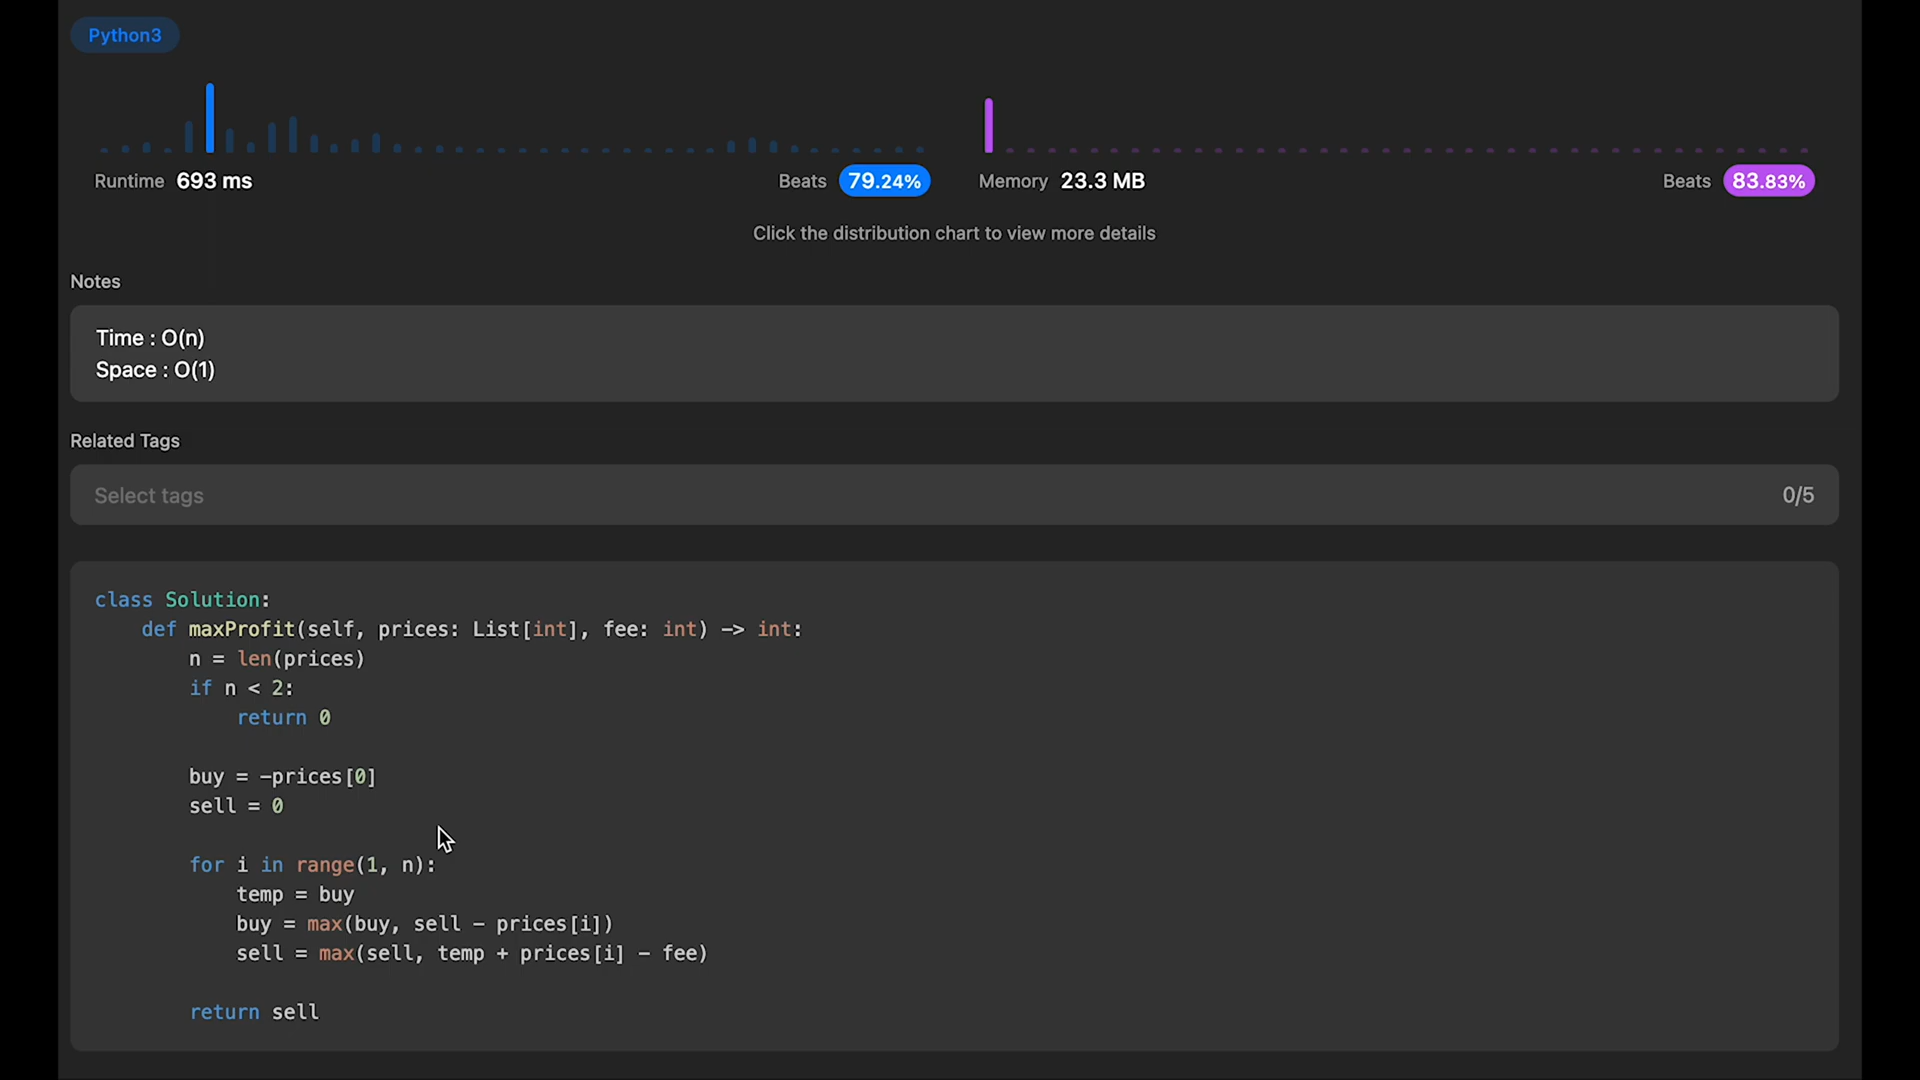 Python3
Runtime 693 ms Beats 79.24% Memory 23.3 MB Beats 83.83%
Click the distribution chart to view more details
Notes
Time : O(n)
Space : O(1)
Related Tags
Select tags 0/5
class Solution:
    def maxProfit(self, prices: List[int], fee: int) -> int:
        n = len(prices)
        if n < 2:
            return 0
        buy = -prices[0]
        sell = 0
        for i in range(1, n):
            temp = buy
            buy = max(buy, sell - prices[i])
            sell = max(sell, temp + prices[i] - fee)
        return sell